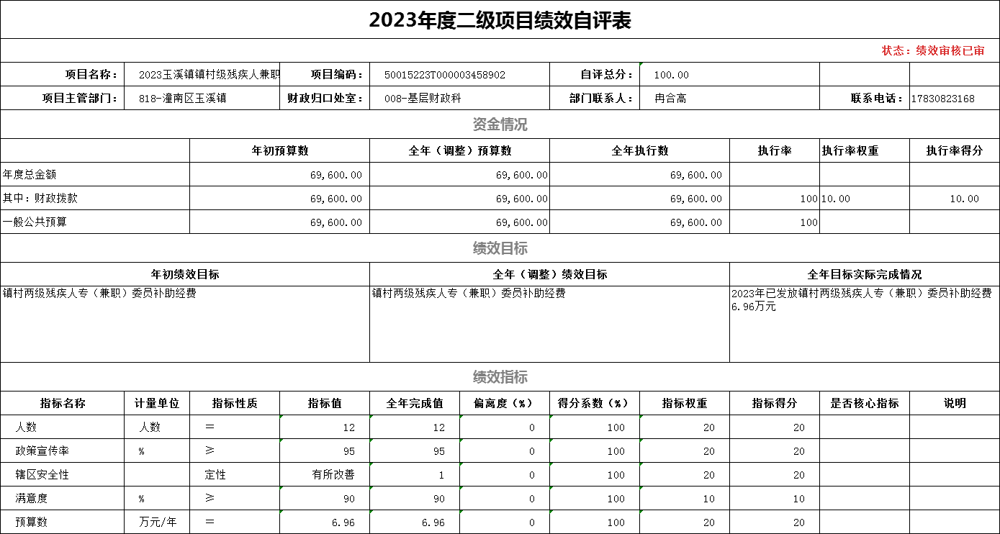 2023年度二级项目绩效自评表
状态：绩效审核已审
项目名称： 2023玉溪镇镇村级残疾人兼职 项目编码： 50015223T000003458902 自评总分： 100.00
项目主管部门： 818-潼南区玉溪镇 财政归口处室： 008-基层财政科 部门联系人： 冉合高 联系电话： 17830823168
资金情况
年初预算数 全年（调整）预算数 全年执行数 执行率 执行率权重 执行率得分
年度总金额 69,600.00 69,600.00 69,600.00
其中：财政拨款 69,600.00 69,600.00 69,600.00 100 10.00 10.00
一般公共预算 69,600.00 69,600.00 69,600.00 100
绩效目标
年初绩效目标 全年（调整）绩效目标 全年目标实际完成情况
镇村两级残疾人专（兼职）委员补助经费 镇村两级残疾人专（兼职）委员补助经费 2023年已发放镇村两级残疾人专（兼职）委员补助经费
6.96万元
绩效指标
指标名称 计量单位 指标性质 指标值 全年完成值 偏离度（%） 得分系数（%） 指标权重 指标得分 是否核心指标 说明
人数 人数 ＝ 12 12 0 100 20 20
政策宣传率 % ≥ 95 95 0 100 20 20
辖区安全性 定性 有所改善 1 0 100 20 20
满意度 % ≥ 90 90 0 100 10 10
预算数 万元/年 ＝ 6.96 6.96 0 100 20 20